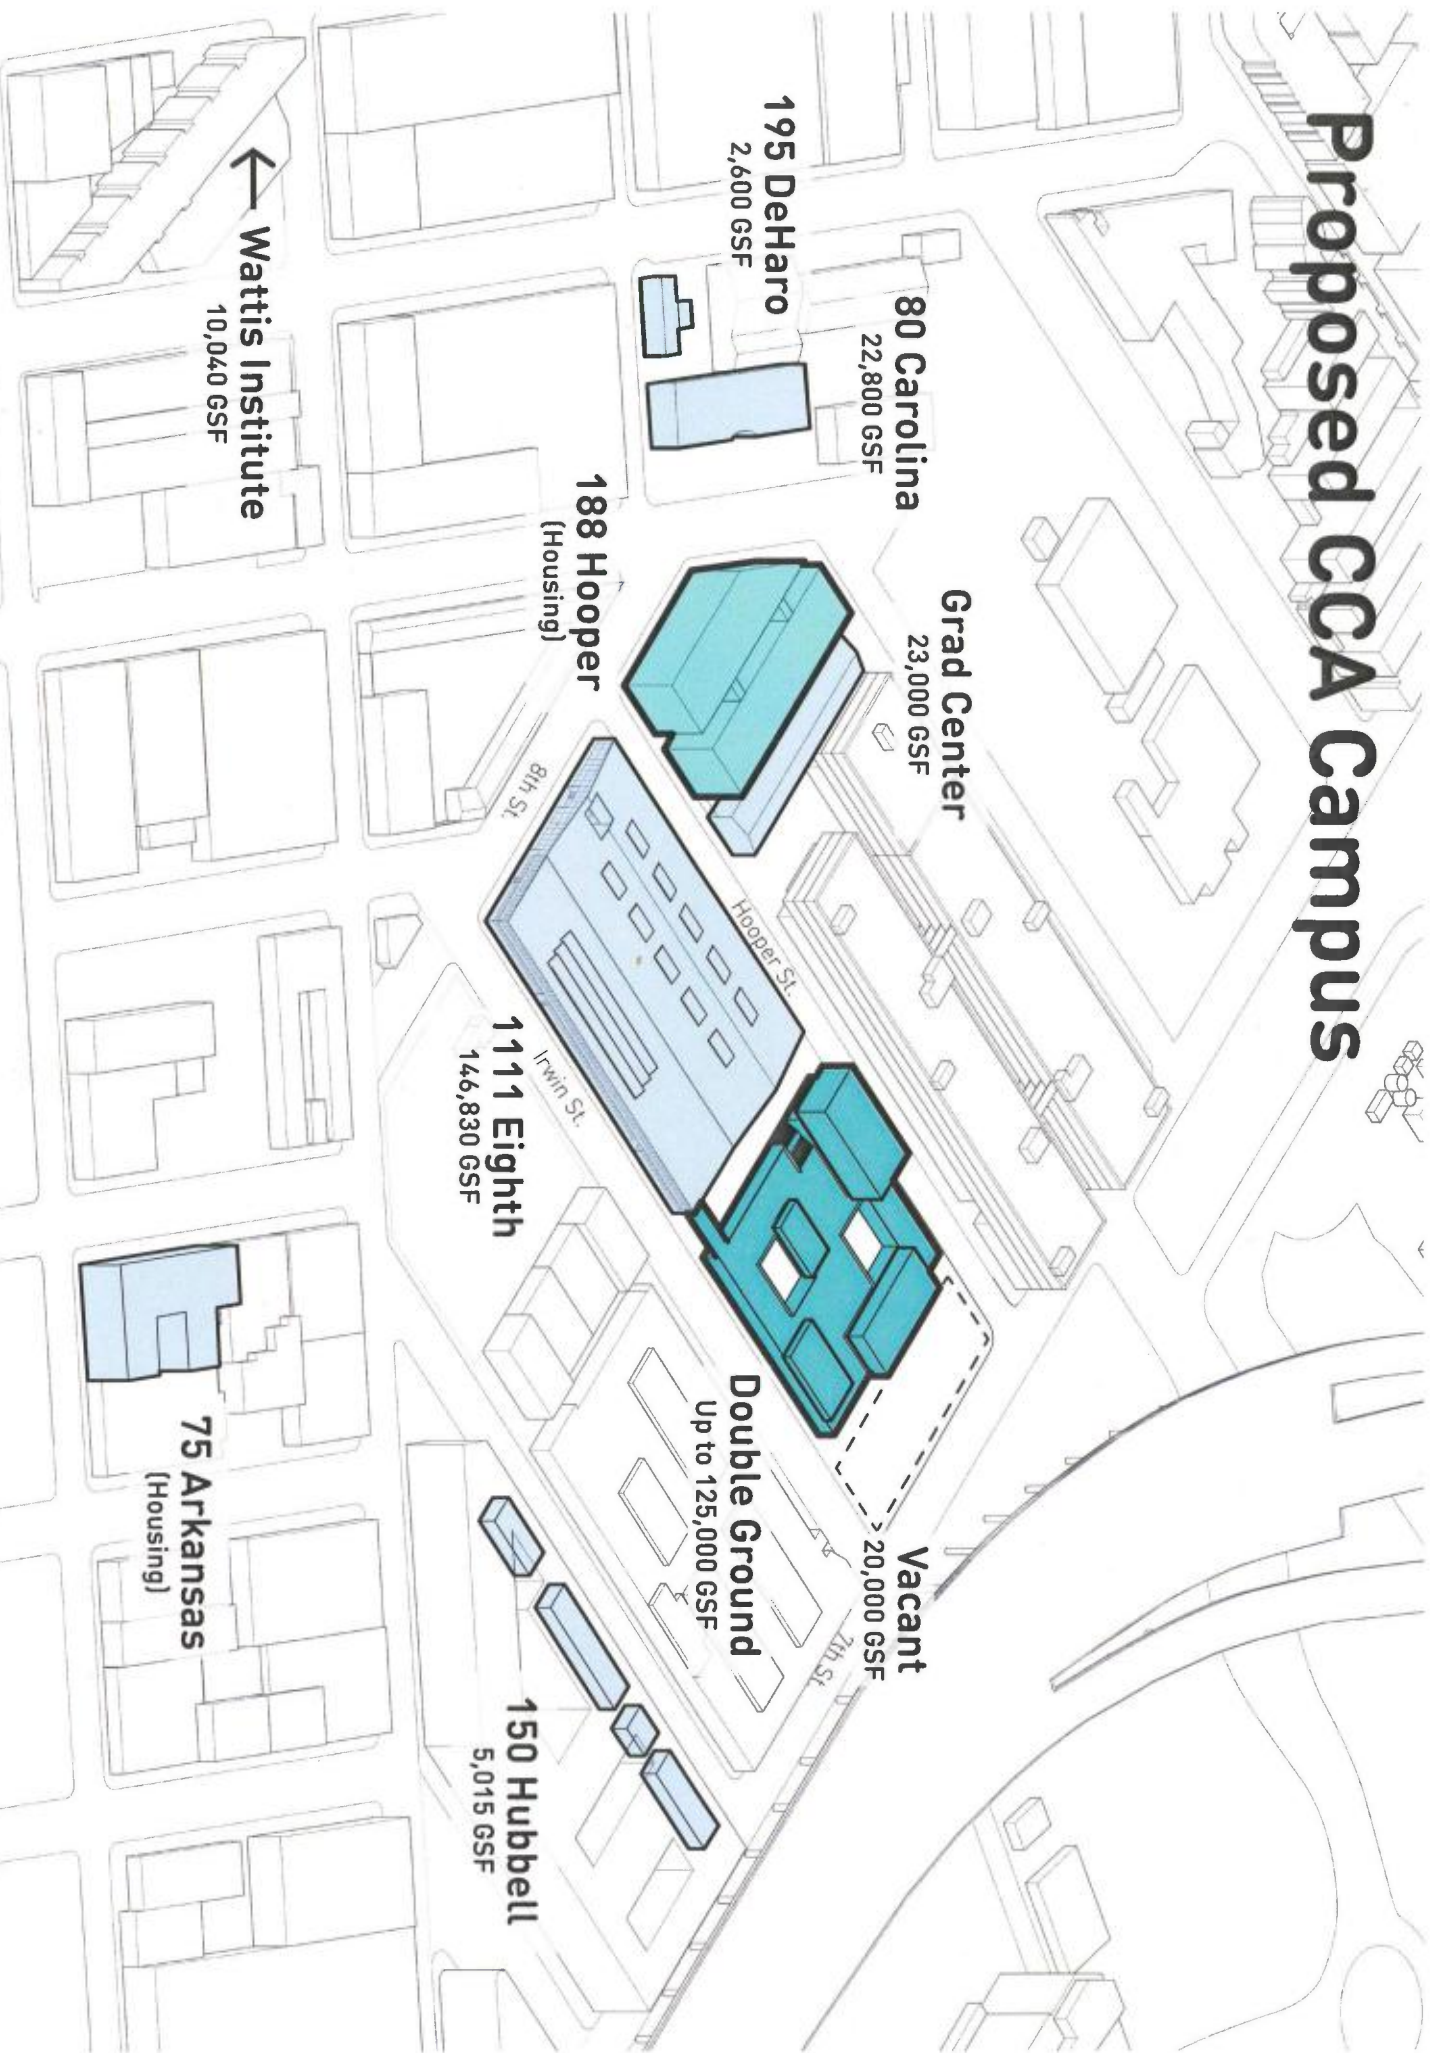 Proposed CCA Campus
195 DeHaro
2,600 GSF
80 Carolina
22,800 GSF
Grad Center
23,000 GSF
← Wattis Institute
10,040 GSF
188 Hooper
(Housing)
8th St.
Hooper St.
Irwin St.
1111 Eighth
146,830 GSF
Double Ground
Up to 125,000 GSF
Vacant
20,000 GSF
7th St.
75 Arkansas
(Housing)
150 Hubbell
5,015 GSF